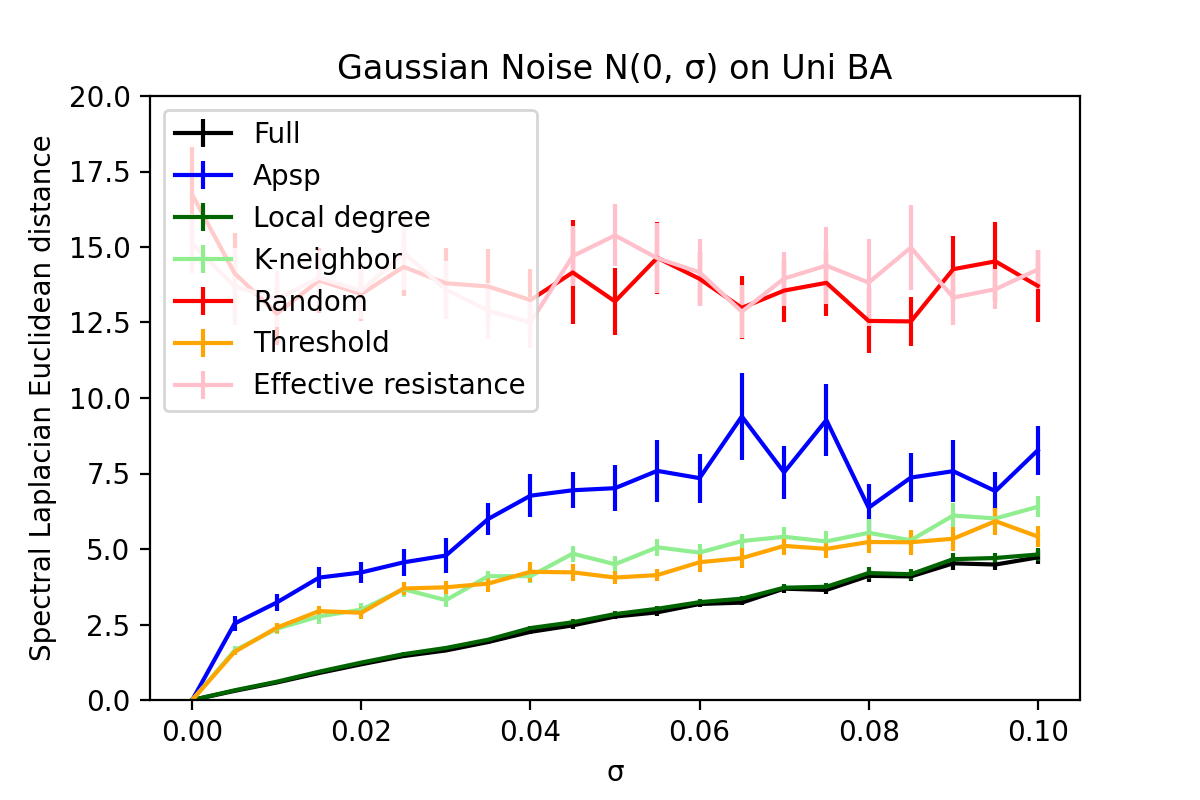 Gaussian Noise N(0, σ) on Uni BA
Spectral Laplacian Euclidean distance
20.0
17.5
15.0
12.5
10.0
7.5
5.0
2.5
0.0
Full
Apsp
Local degree
K-neighbor
Random
Threshold
Effective resistance
0.00 0.02 0.04 0.06 0.08 0.10
σ